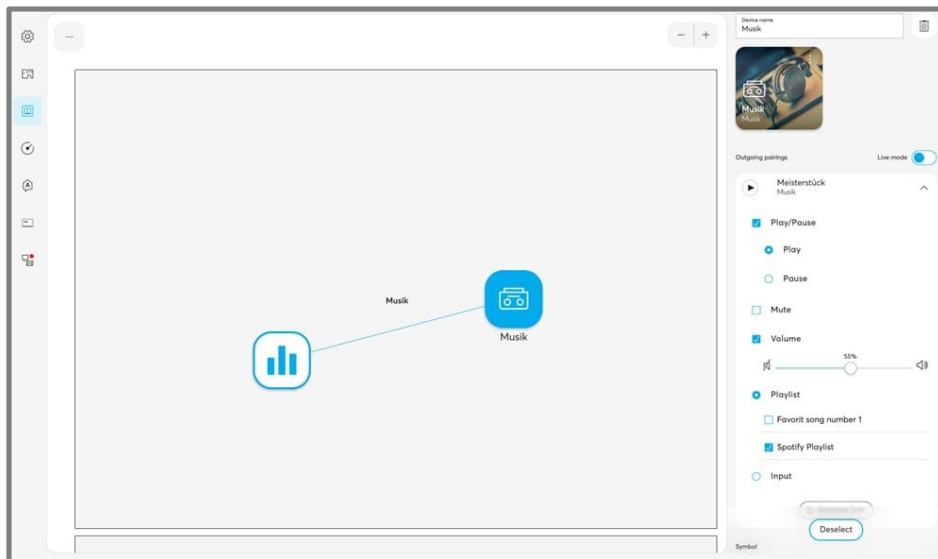 ...
− +
Device name
Musik
Musik
Musik
Outgoing pairings
Live mode
Meisterstück
Musik
Play/Pause
Play
Pause
Mute
Volume
55%
Playlist
Favorit song number 1
Spotify Playlist
Input
Deselect
Symbol
Musik
Musik